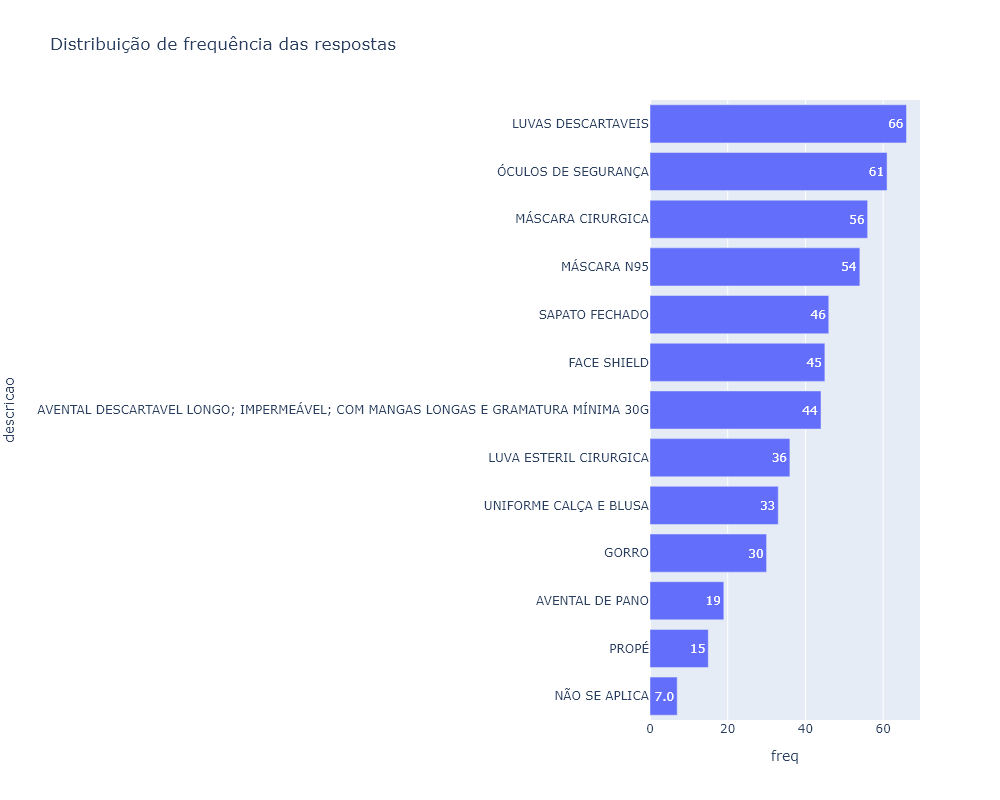 Distribuição de frequência das respostas
LUVAS DESCARTAVEIS 66
ÓCULOS DE SEGURANÇA 61
MÁSCARA CIRURGICA 56
MÁSCARA N95 54
SAPATO FECHADO 46
FACE SHIELD 45
AVENTAL DESCARTAVEL LONGO; IMPERMEÁVEL; COM MANGAS LONGAS E GRAMATURA MÍNIMA 30G 44
LUVA ESTERIL CIRURGICA 36
UNIFORME CALÇA E BLUSA 33
GORRO 30
AVENTAL DE PANO 19
PROPÉ 15
NÃO SE APLICA 7.0
0 20 40 60
freq
descricao